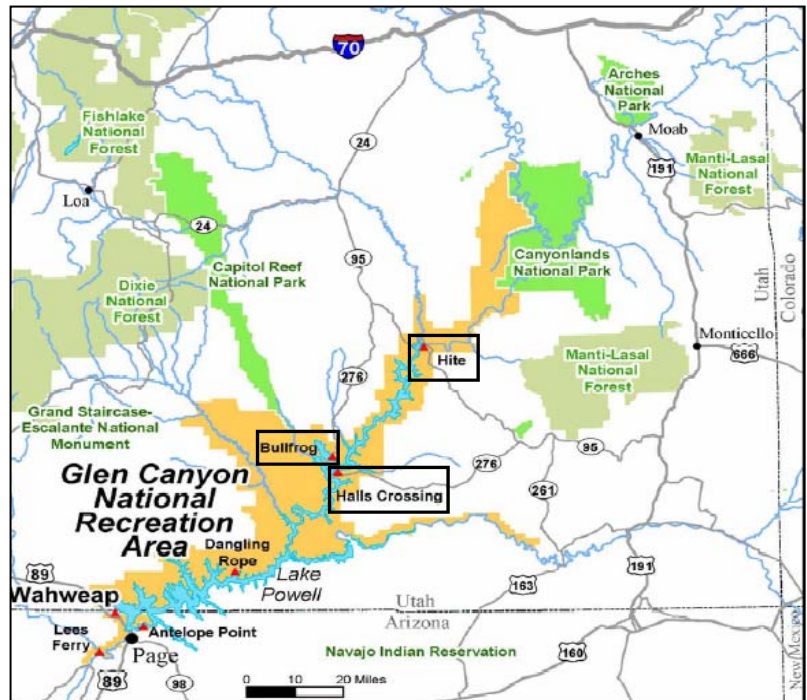 70
Arches
National
Park
Moab
Fishlake
National
Forest
24
191
Manti-Lasal
National
Forest
Loa
24
95
Canyonlands
National Park
Capitol Reef
National Park
Dixie
National
Forest
Utah
Colorado
Monticello
666
Hite
Manti-Lasal
National
Forest
276
Grand Staircase-
Escalante National
Monument
Bullfrog
95
276
Halls Crossing
261
Glen Canyon
National
Recreation
Area
Dangling
Rope
Lake
Powell
89
163
191
Wahweap
Utah
Arizona
Lees
Ferry
Antelope Point
Page
Navajo Indian Reservation
160
New Mexico
89
98
0 10 20 Miles